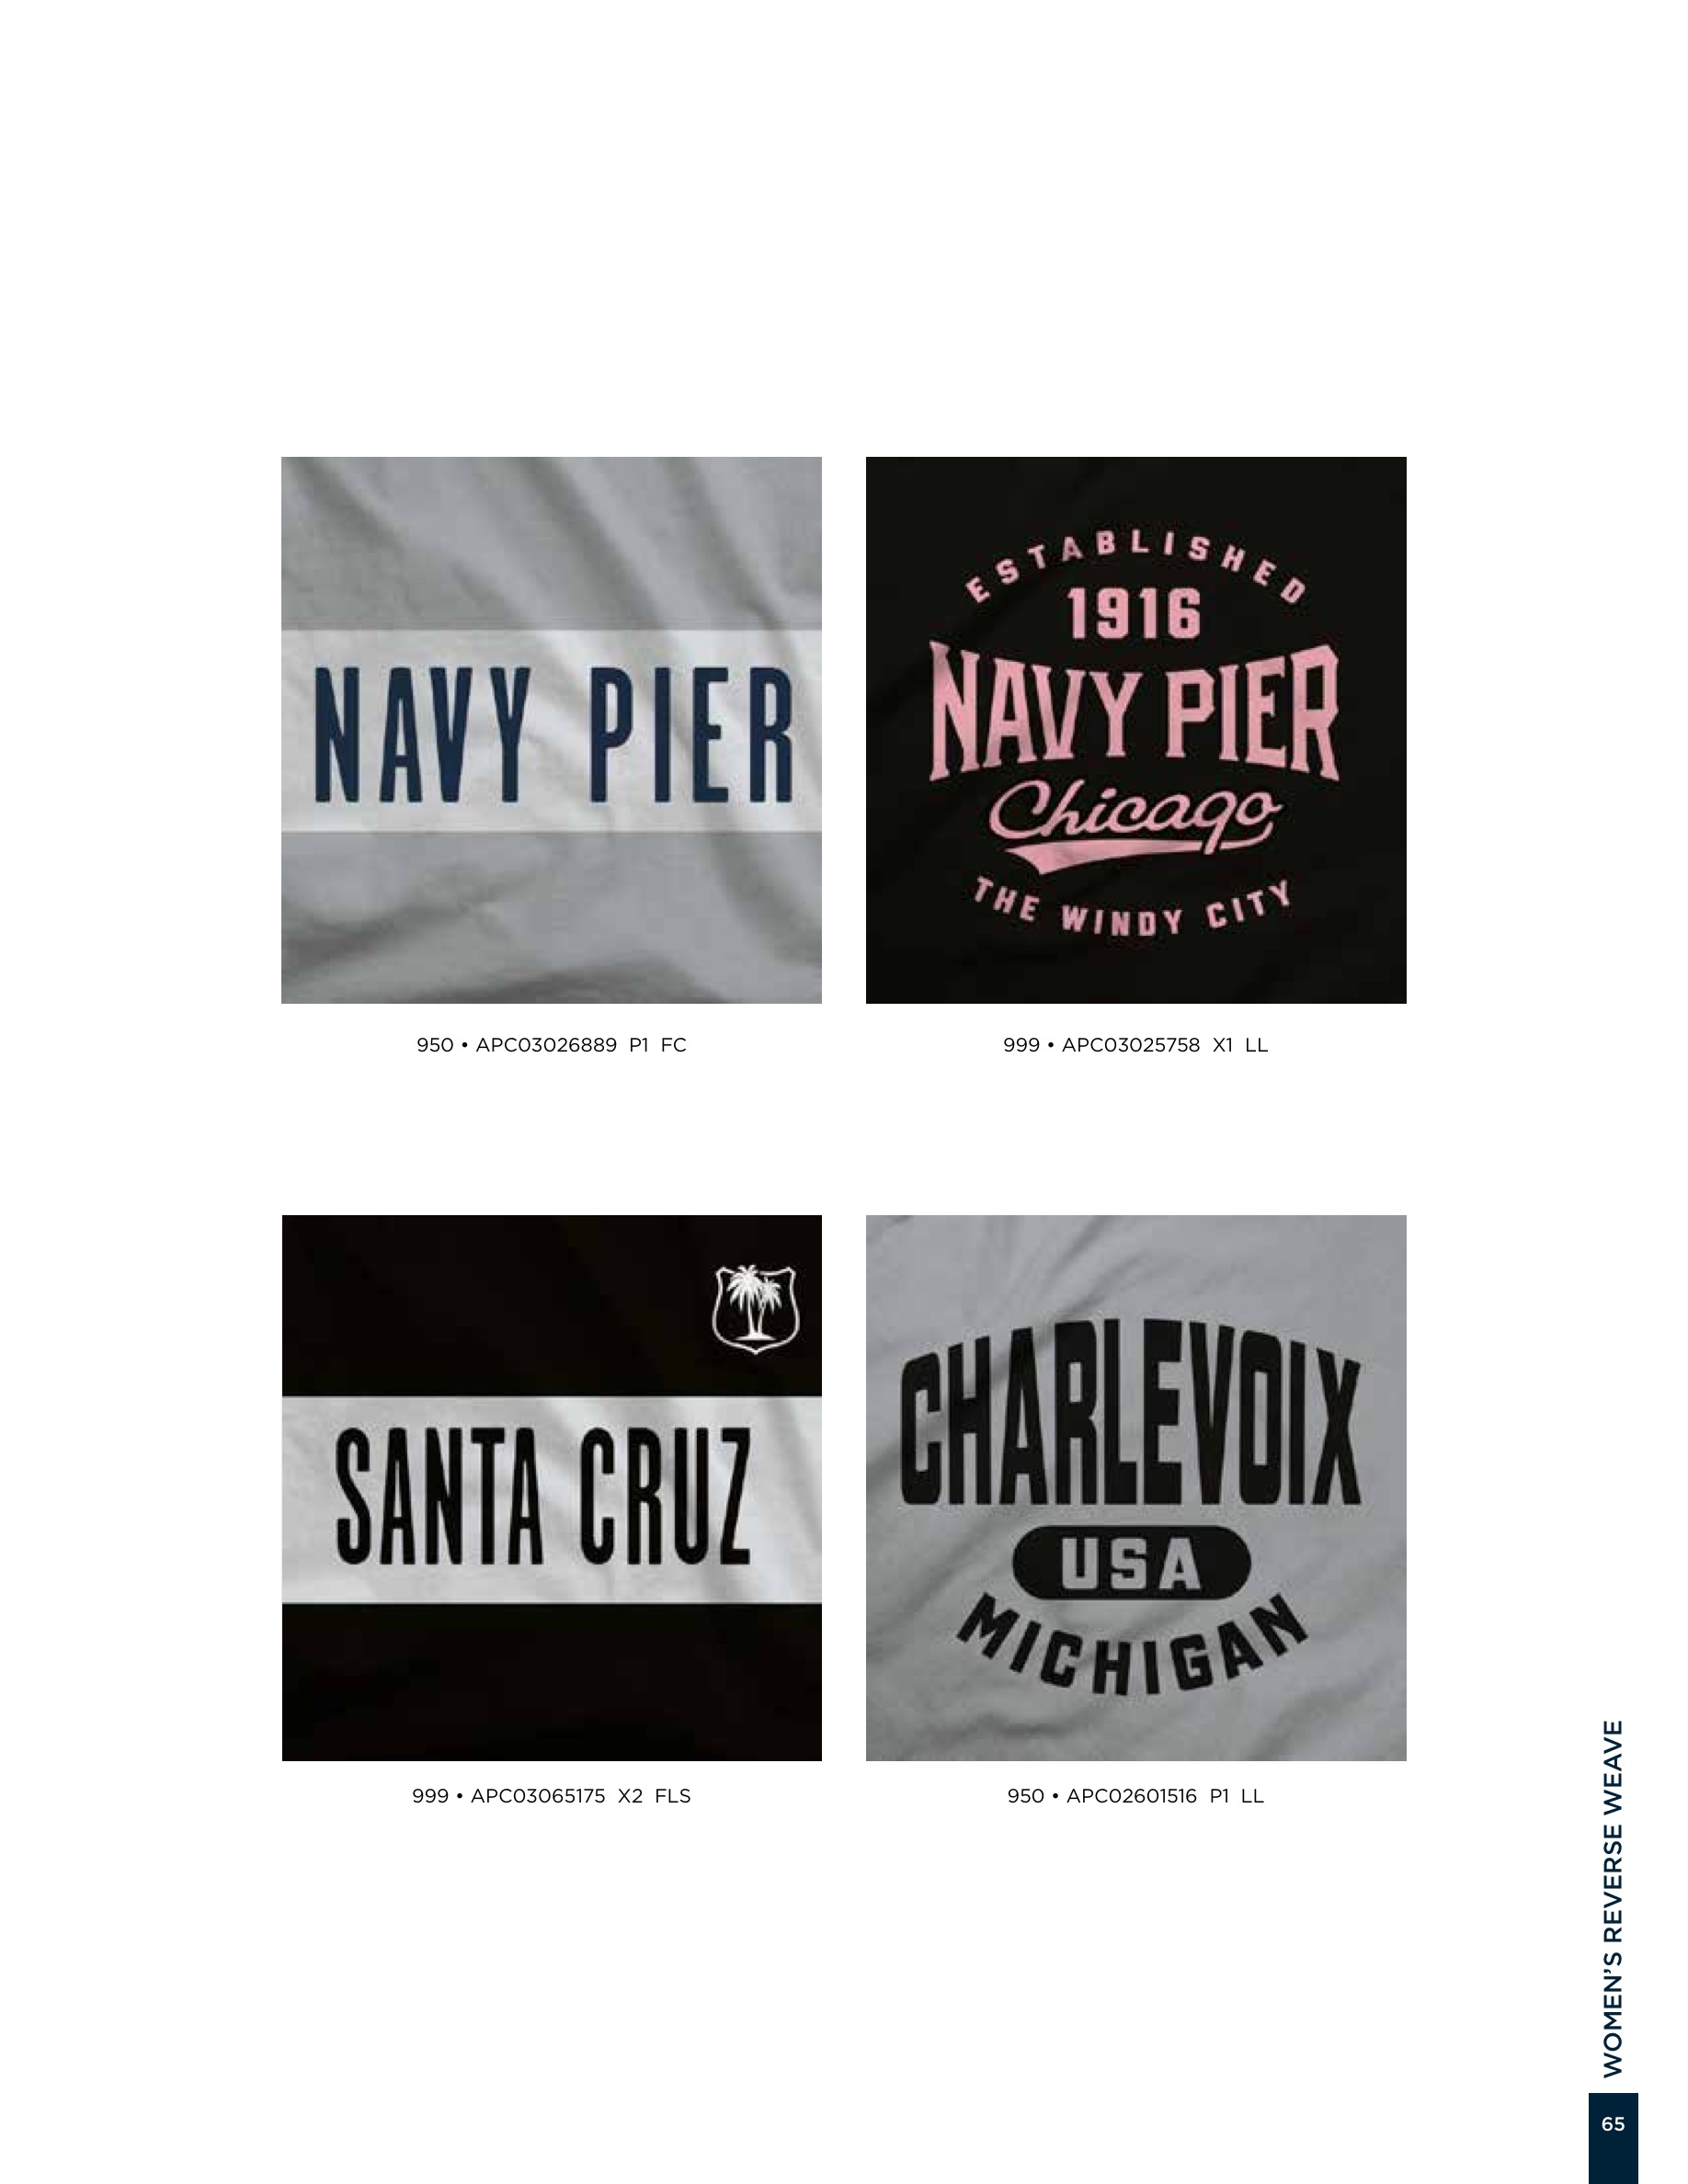 NAVY PIER
950 • APC03026889 P1 FC
ESTABLISHED
1916
NAVY PIER
Chicago
THE WINDY CITY
999 • APC03025758 X1 LL
SANTA CRUZ
999 • APC03065175 X2 FLS
CHARLEVOIX
USA
MICHIGAN
950 • APC02601516 P1 LL
WOMEN'S REVERSE WEAVE
65